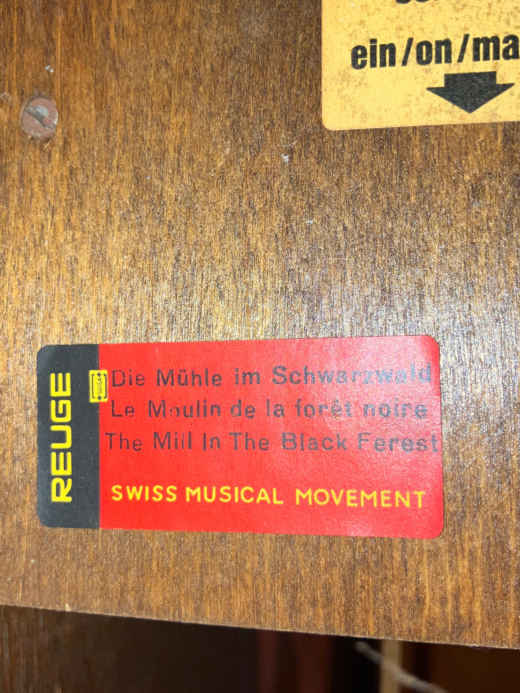 ein/on/ma
REUGE
Die Mühle im Schwarzwald
Le Moulin de la forêt noire
The Mill In The Black Ferest
SWISS MUSICAL MOVEMENT